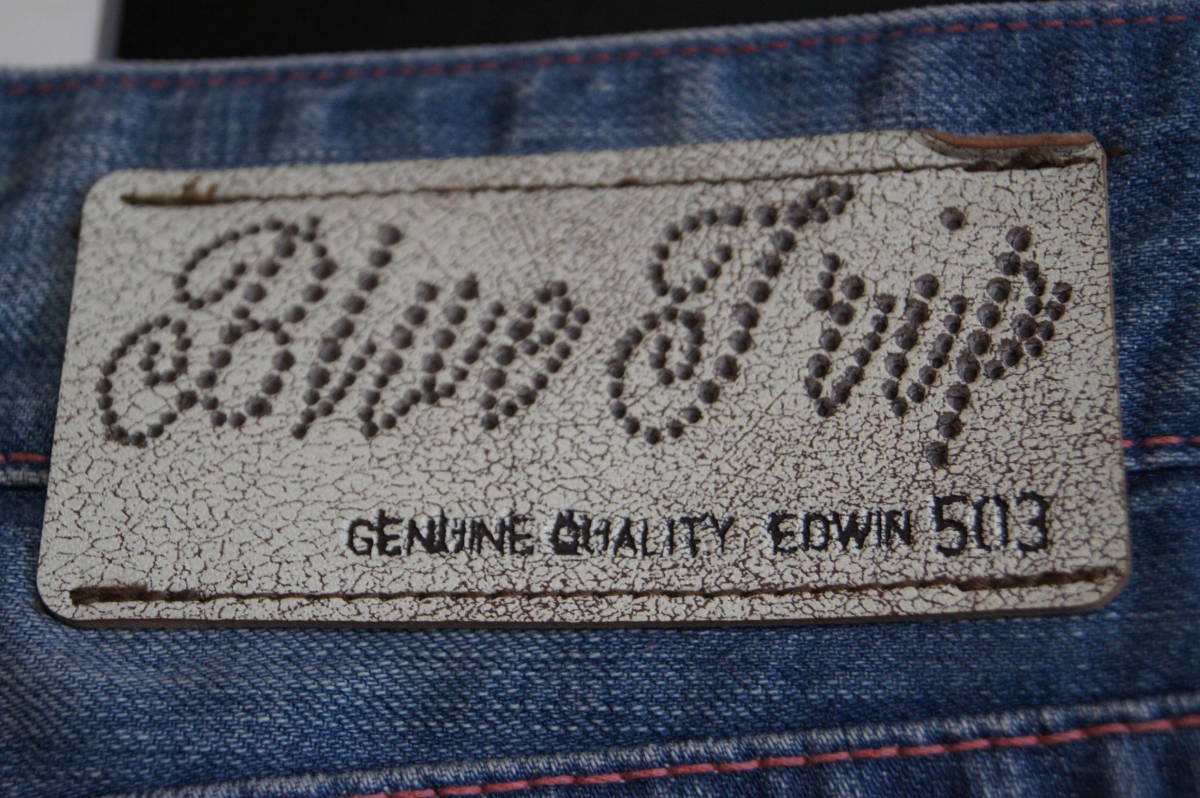 Blue Trip
GENUINE QUALITY EDWIN 503